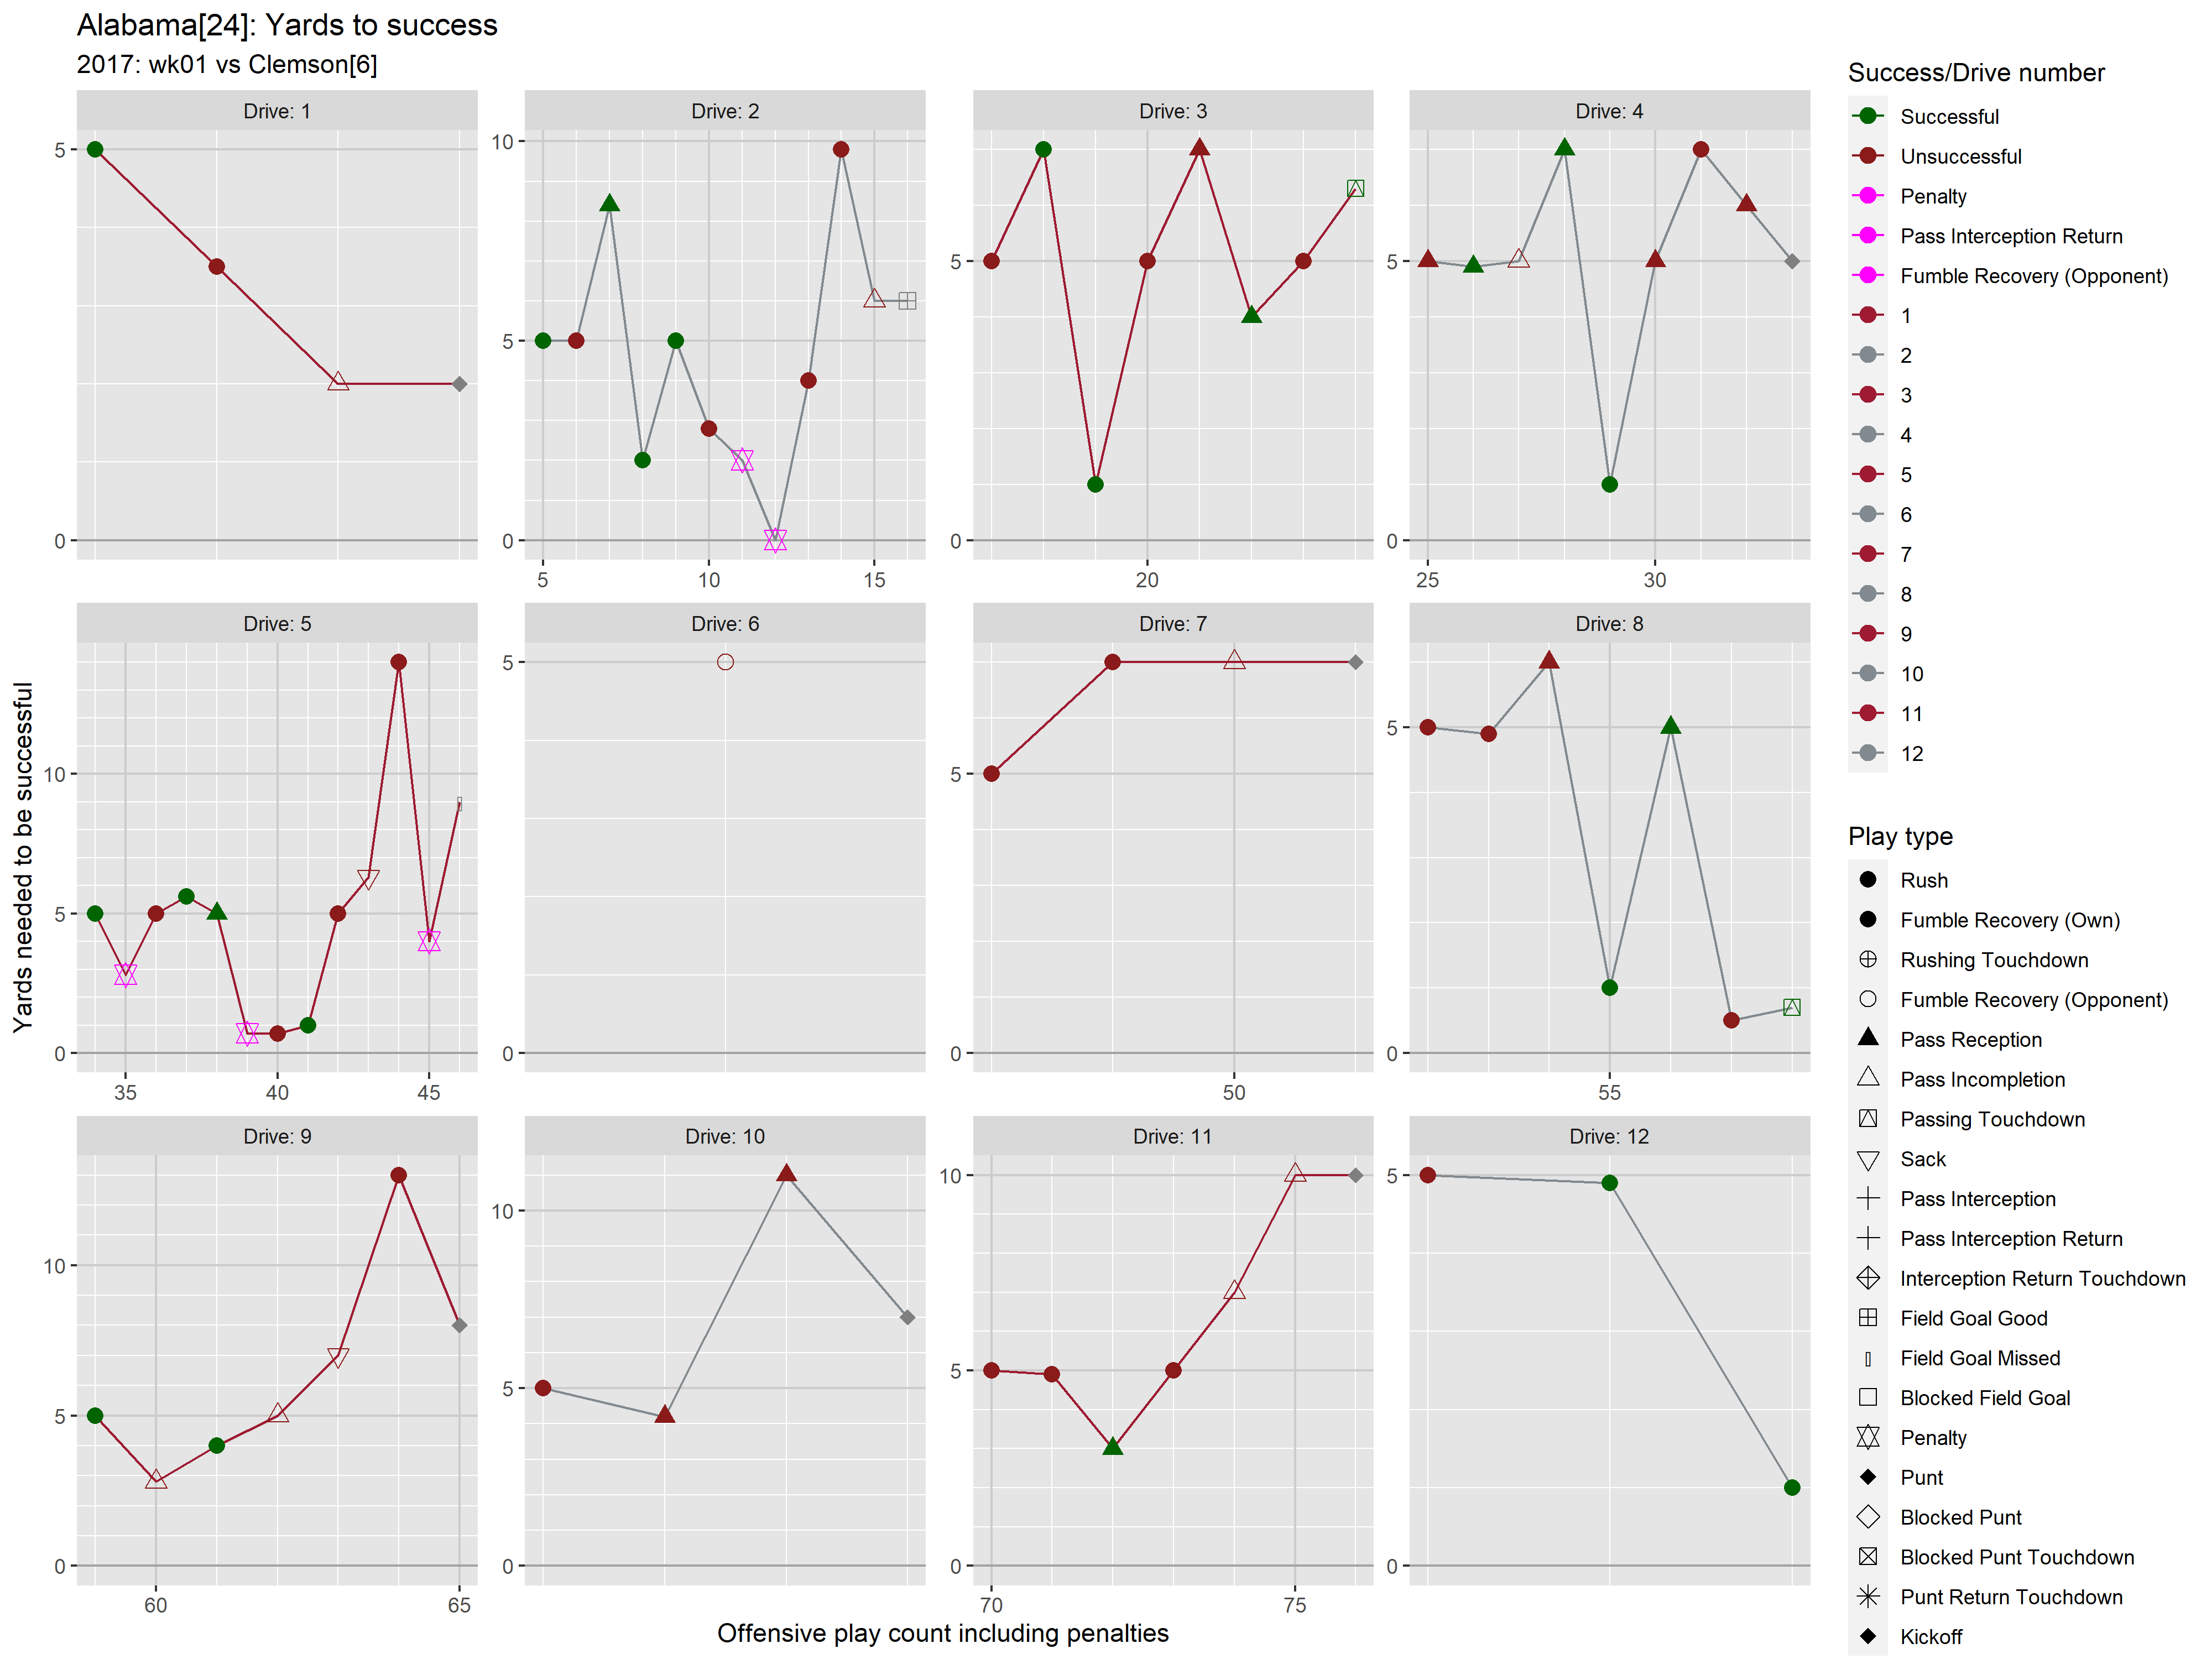 Alabama[24]: Yards to success
2017: wk01 vs Clemson[6]
Drive: 1
Drive: 2
Drive: 3
Drive: 4
5
0
10
5
0
5
0
5
0
5
10
15
20
25
30
Drive: 5
Drive: 6
Drive: 7
Drive: 8
10
5
0
5
0
5
0
5
0
35
40
45
50
55
Drive: 9
Drive: 10
Drive: 11
Drive: 12
10
5
0
10
5
0
10
5
0
5
0
60
65
70
75
Yards needed to be successful
Offensive play count including penalties
Success/Drive number
Successful
Unsuccessful
Penalty
Pass Interception Return
Fumble Recovery (Opponent)
1
2
3
4
5
6
7
8
9
10
11
12
Play type
Rush
Fumble Recovery (Own)
Rushing Touchdown
Fumble Recovery (Opponent)
Pass Reception
Pass Incompletion
Passing Touchdown
Sack
Pass Interception
Pass Interception Return
Interception Return Touchdown
Field Goal Good
Field Goal Missed
Blocked Field Goal
Penalty
Punt
Blocked Punt
Blocked Punt Touchdown
Punt Return Touchdown
Kickoff